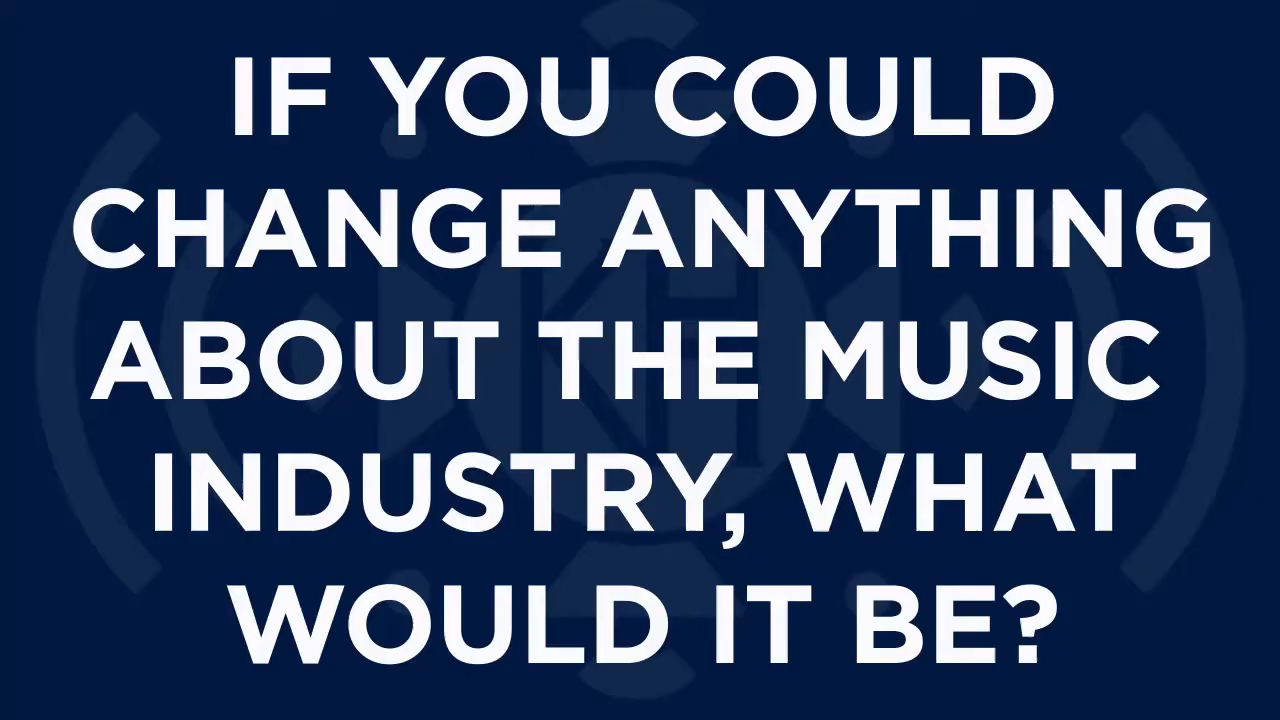 IF YOU COULD
CHANGE ANYTHING
ABOUT THE MUSIC
INDUSTRY, WHAT
WOULD IT BE?